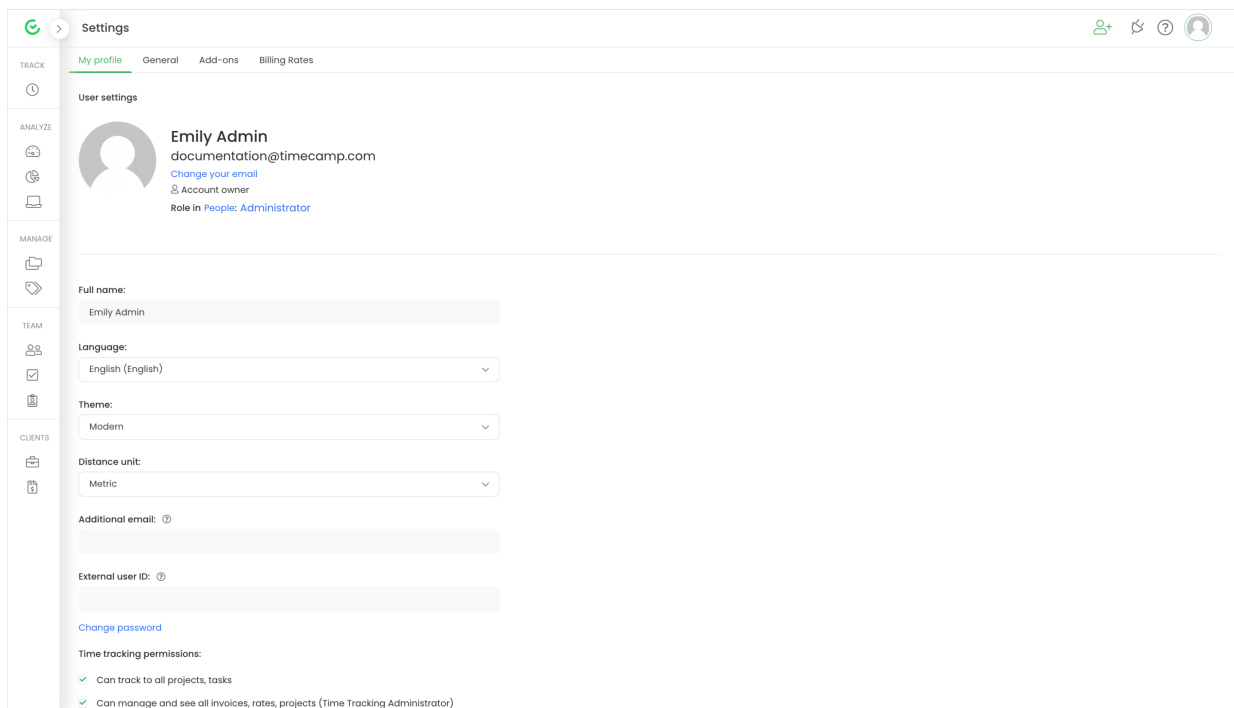 Settings
My profile General Add-ons Billing Rates
TRACK
ANALYZE
MANAGE
TEAM
CLIENTS
User settings
Emily Admin
documentation@timecamp.com
Change your email
Account owner
Role in People: Administrator
Full name:
Emily Admin
Language:
English (English)
Theme:
Modern
Distance unit:
Metric
Additional email:
External user ID:
Change password
Time tracking permissions:
Can track to all projects, tasks
Can manage and see all invoices, rates, projects (Time Tracking Administrator)